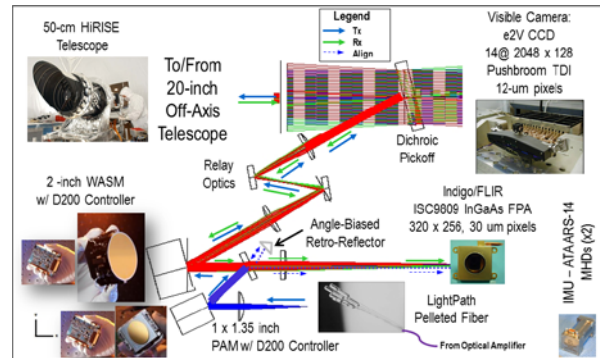 50-cm HiRISE
Telescope
Legend
Tx
Rx
Align
Visible Camera:
e2V CCD
14@ 2048 x 128
Pushbroom TDI
12-um pixels
To/From
20-inch
Off-Axis
Telescope
Dichroic
Pickoff
Relay
Optics
2 -inch WASM
w/ D200 Controller
Angle-Biased
Retro-Reflector
Indigo/FLIR
ISC9809 InGaAs FPA
320 x 256, 30 um pixels
IMU – ATA ARS-14
MHDs (x2)
LightPath
Pelleted Fiber
1 x 1.35 inch
PAM w/ D200 Controller
From Optical Amplifier